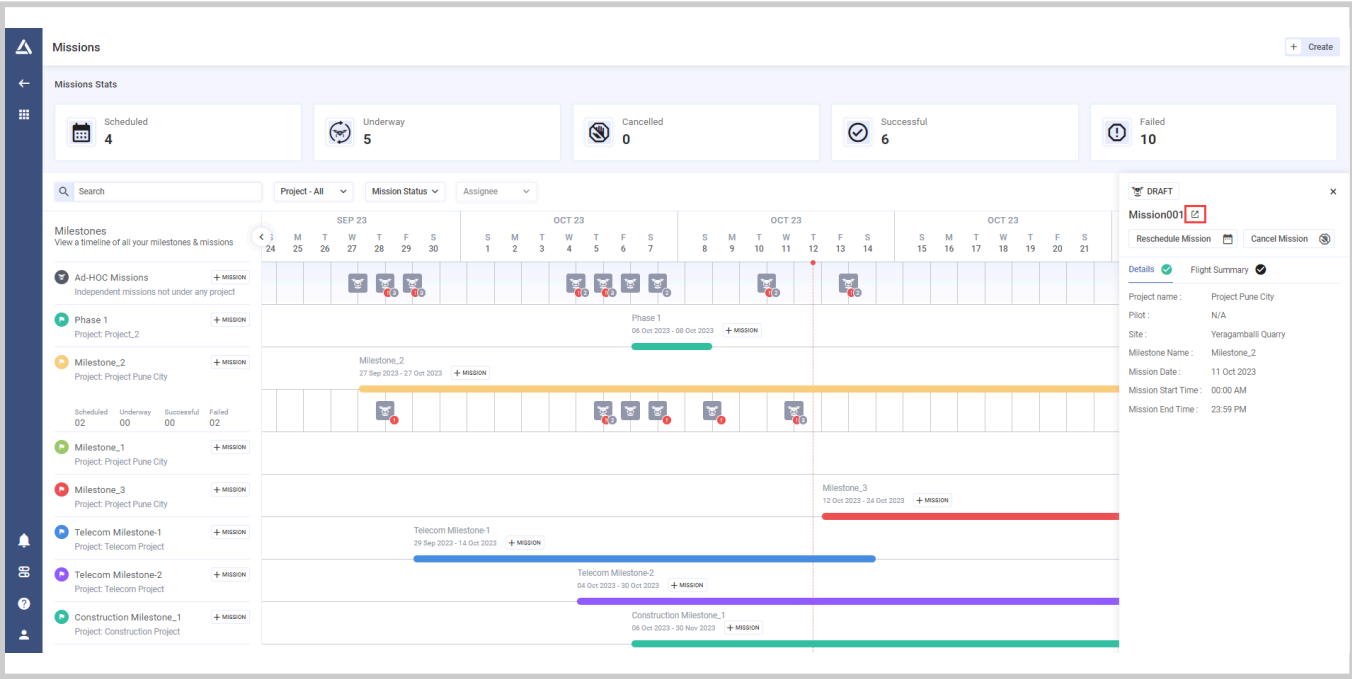 Missions
+ Create
Missions Stats
Scheduled
4
Underway
5
Cancelled
0
Successful
6
Failed
10
Search
Project - All
Mission Status
Assignee
DRAFT
Mission001
Reschedule Mission
Cancel Mission
Details
Flight Summary
Project name : Project Pune City
Pilot : N/A
Site : Yeragamballi Quarry
Milestone Name : Milestone_2
Mission Date : 11 Oct 2023
Mission Start Time : 00:00 AM
Mission End Time : 23:59 PM
Milestones
View a timeline of all your milestones & missions
SEP 23 OCT 23 OCT 23 OCT 23
S M T W T F S S M T W T F S S M T W T F S S M T W T F S
24 25 26 27 28 29 30 1 2 3 4 5 6 7 8 9 10 11 12 13 14 15 16 17 18 19 20 21
Ad-HOC Missions + MISSION
Independent missions not under any project
Phase 1 + MISSION
Project: Project_2
Phase 1
06 Oct 2023 - 08 Oct 2023 + MISSION
Milestone_2 + MISSION
Project: Project Pune City
Milestone_2
27 Sep 2023 - 27 Oct 2023 + MISSION
Scheduled Underway Successful Failed
02 00 00 02
Milestone_1 + MISSION
Project: Project Pune City
Milestone_3 + MISSION
Project: Project Pune City
Milestone_3
12 Oct 2023 - 24 Oct 2023 + MISSION
Telecom Milestone-1 + MISSION
Project: Telecom Project
Telecom Milestone-1
29 Sep 2023 - 14 Oct 2023 + MISSION
Telecom Milestone-2 + MISSION
Project: Telecom Project
Telecom Milestone-2
04 Oct 2023 - 30 Oct 2023 + MISSION
Construction Milestone_1 + MISSION
Project: Construction Project
Construction Milestone_1
06 Oct 2023 - 30 Nov 2023 + MISSION